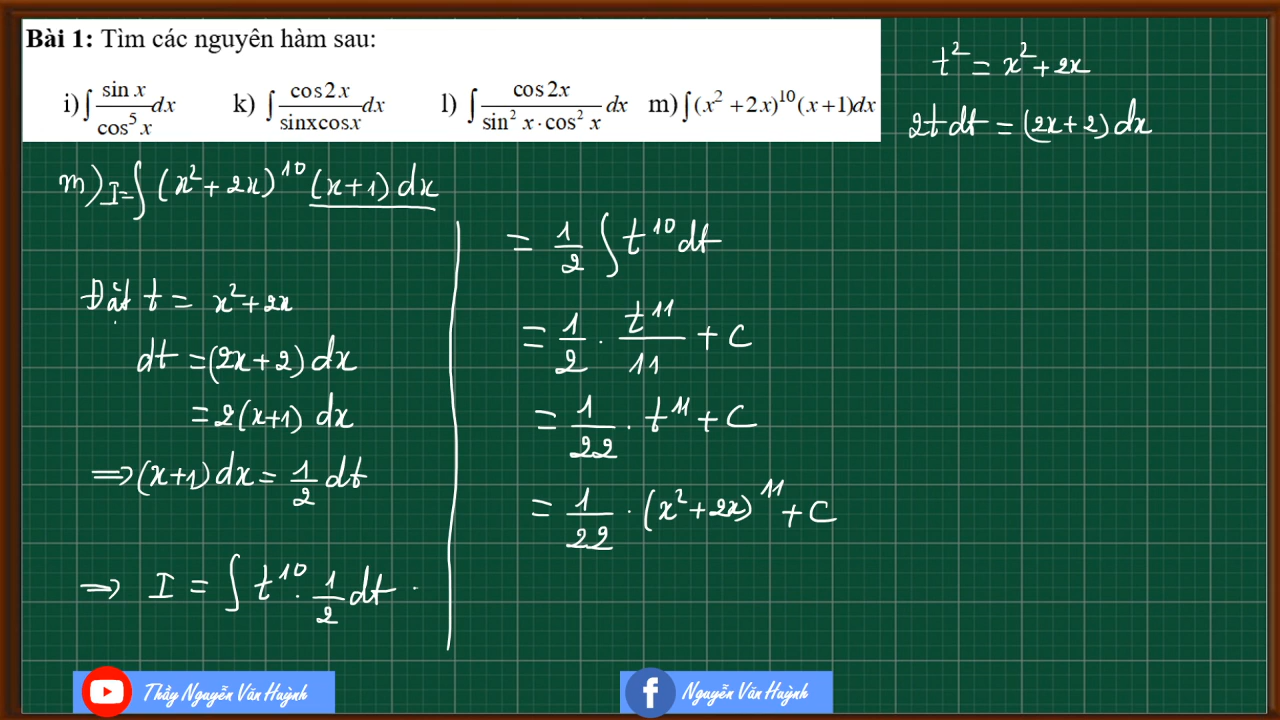 Bài 1: Tìm các nguyên hàm sau:
i) ∫ sin x / cos⁵ x dx k) ∫ cos2x / sinxcosx dx l) ∫ cos2x / sin² x · cos² x dx m) ∫(x² + 2x)¹⁰(x+1)dx
t² = x² + 2x
2t dt = (2x + 2) dx
m) I = ∫ (x² + 2x)¹⁰ (x+1) dx
Đặt t = x² + 2x
dt = (2x + 2) dx
= 2(x+1) dx
⟹ (x+1) dx = 1/2 dt
⟹ I = ∫ t¹⁰ . 1/2 dt .
= 1/2 ∫ t¹⁰ dt
= 1/2 . t¹¹/11 + C
= 1/22 . t¹¹ + C
= 1/22 . (x² + 2x)¹¹ + C
Thầy Nguyễn Văn Huỳnh
Nguyễn Văn Huỳnh